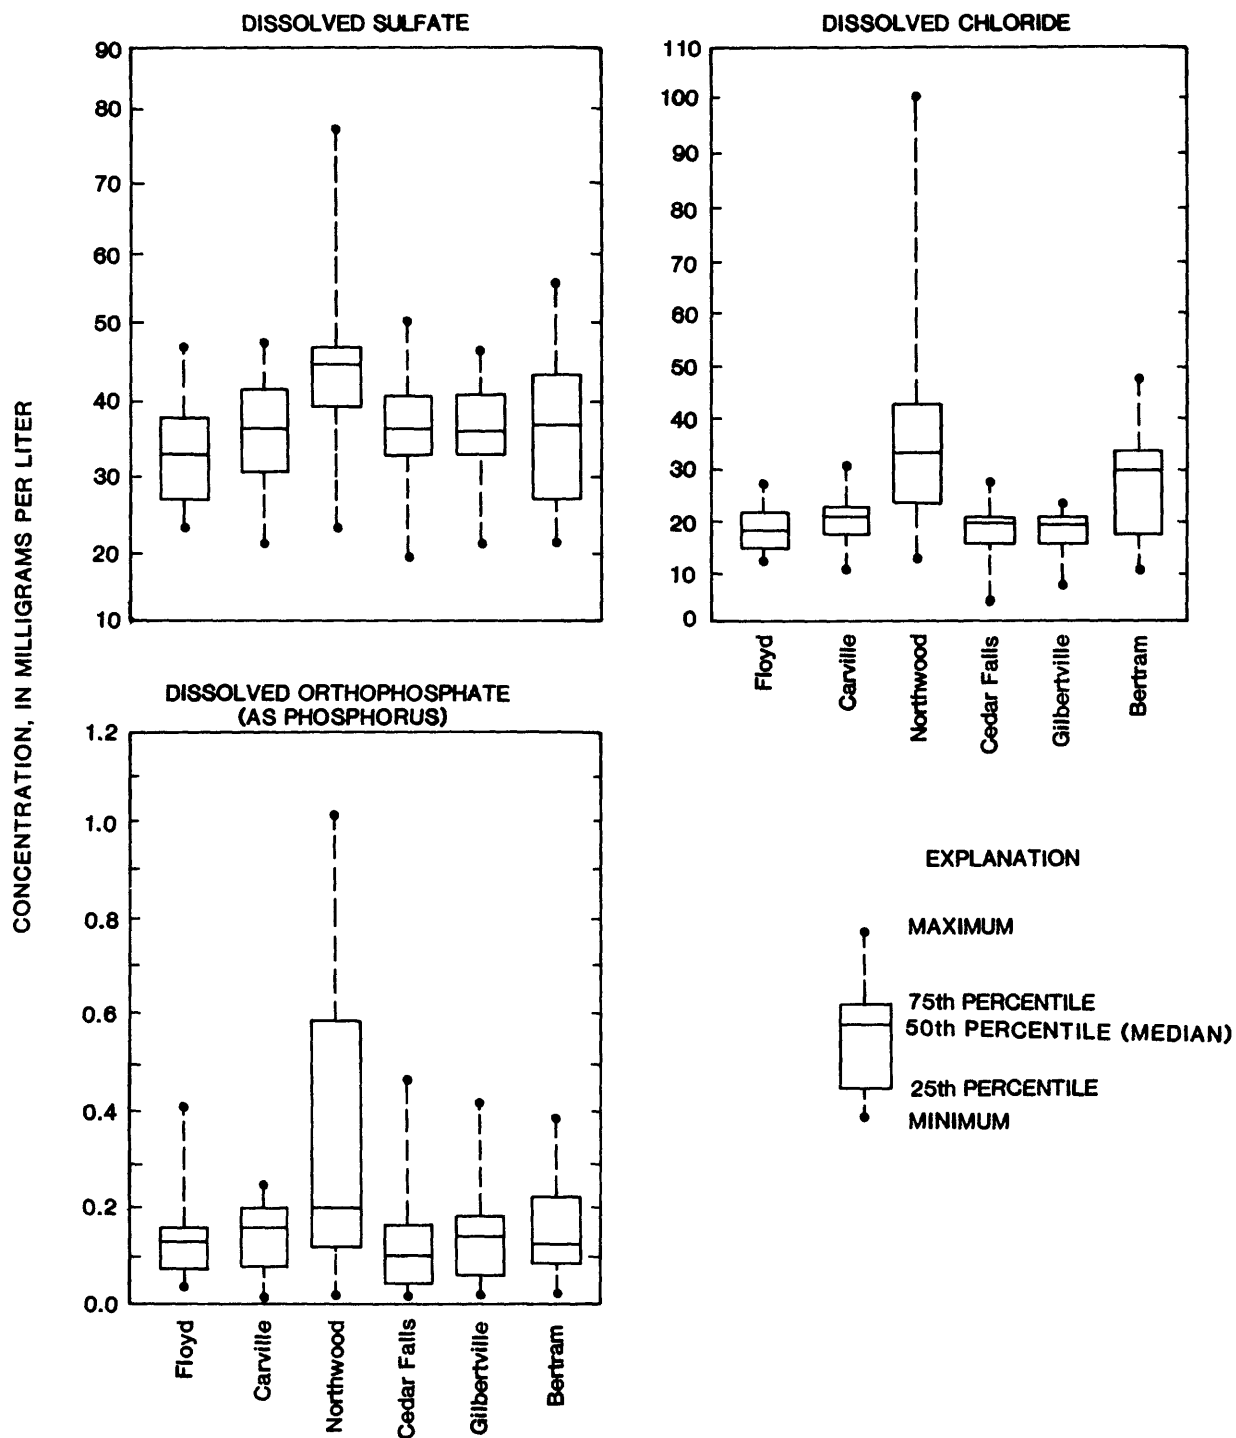 DISSOLVED SULFATE
90
80
70
60
50
40
30
20
10
DISSOLVED CHLORIDE
110
100
90
80
70
60
50
40
30
20
10
0
Floyd
Carville
Northwood
Cedar Falls
Gilbertville
Bertram
CONCENTRATION, IN MILLIGRAMS PER LITER
DISSOLVED ORTHOPHOSPHATE
(AS PHOSPHORUS)
1.2
1.0
0.8
0.6
0.4
0.2
0.0
Floyd
Carville
Northwood
Cedar Falls
Gilbertville
Bertram
EXPLANATION
MAXIMUM
75th PERCENTILE
50th PERCENTILE (MEDIAN)
25th PERCENTILE
MINIMUM